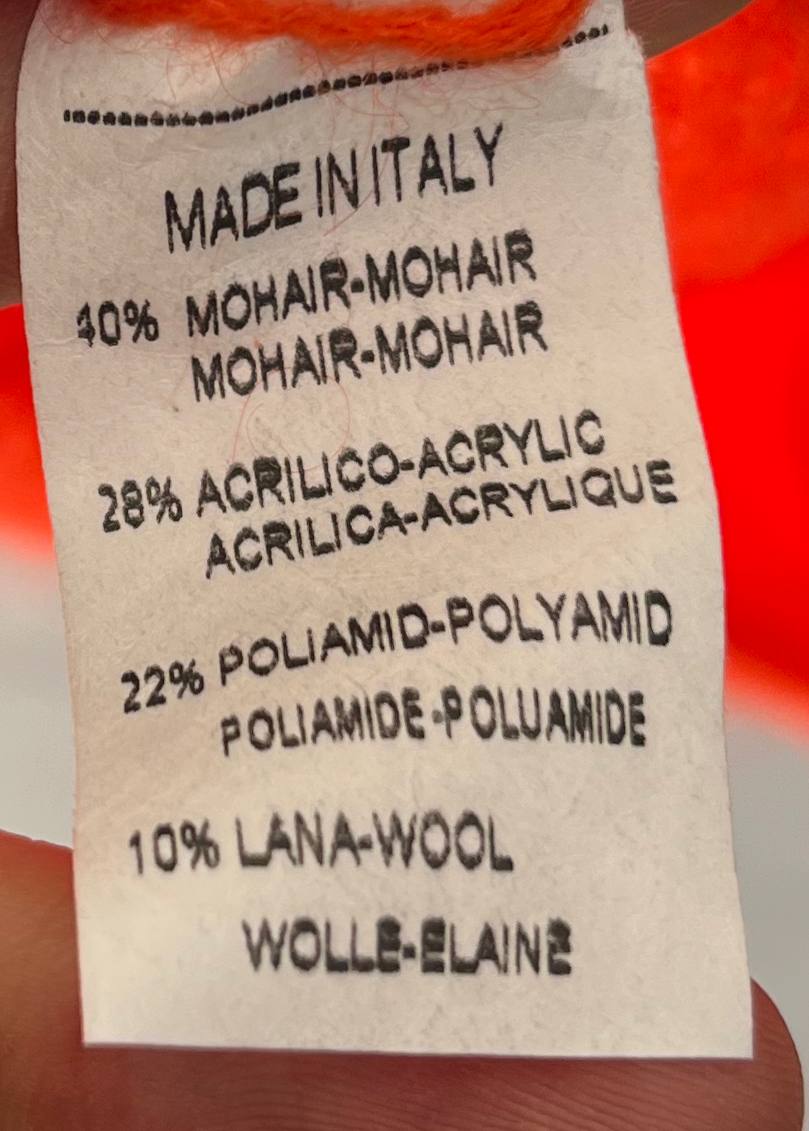 MADE IN ITALY
40% MOHAIR-MOHAIR
MOHAIR-MOHAIR
28% ACRILICO-ACRYLIC
ACRILICA-ACRYLIQUE
22% POLIAMID-POLYAMID
POLIAMIDE-POLUAMIDE
10% LANA-WOOL
WOLLE-ELAINE